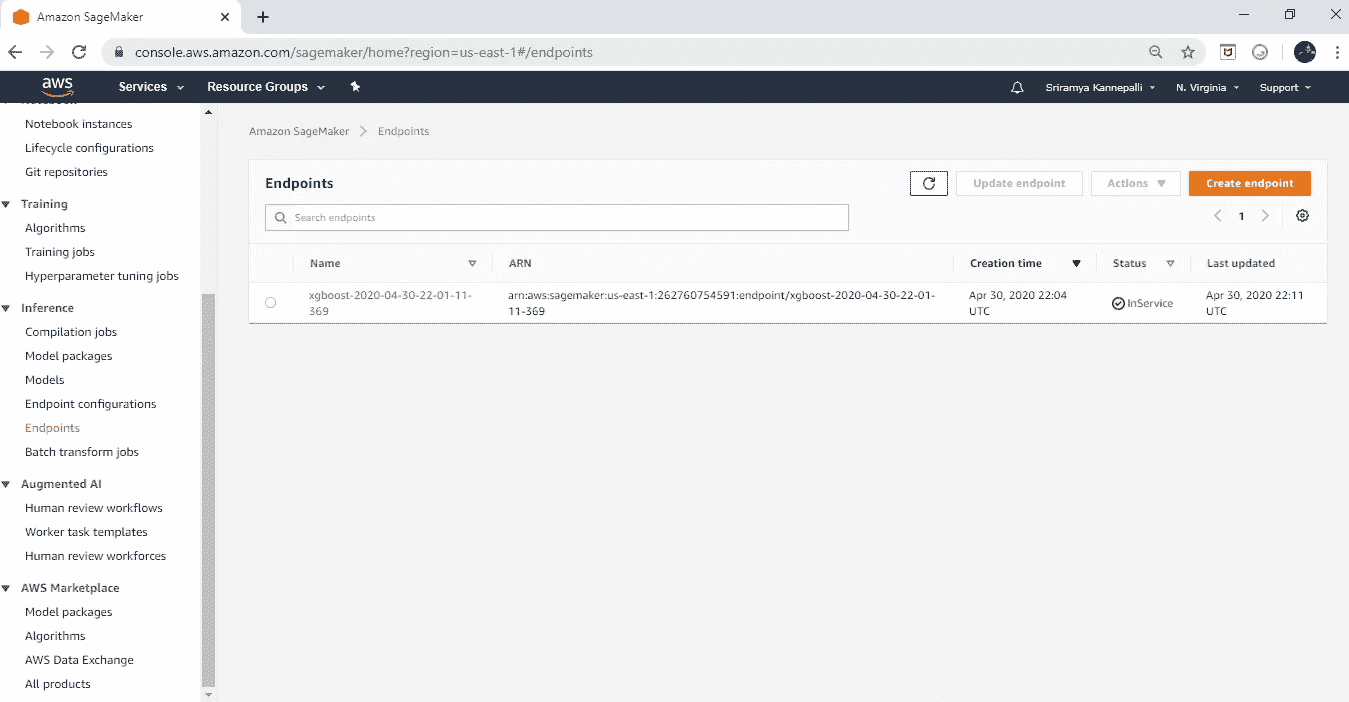 Amazon SageMaker
console.aws.amazon.com/sagemaker/home?region=us-east-1#/endpoints
aws Services Resource Groups Sriramya Kannepalli N. Virginia Support
Notebook
Notebook instances
Lifecycle configurations
Git repositories
Training
Algorithms
Training jobs
Hyperparameter tuning jobs
Inference
Compilation jobs
Model packages
Models
Endpoint configurations
Endpoints
Batch transform jobs
Augmented AI
Human review workflows
Worker task templates
Human review workforces
AWS Marketplace
Model packages
Algorithms
AWS Data Exchange
All products
Amazon SageMaker > Endpoints
Endpoints Update endpoint Actions Create endpoint
Search endpoints 1
Name ARN Creation time Status Last updated
xgboost-2020-04-30-22-01-11- arn:aws:sagemaker:us-east-1:262760754591:endpoint/xgboost-2020-04-30-22-01- Apr 30, 2020 22:04 InService Apr 30, 2020 22:11
369 11-369 UTC UTC